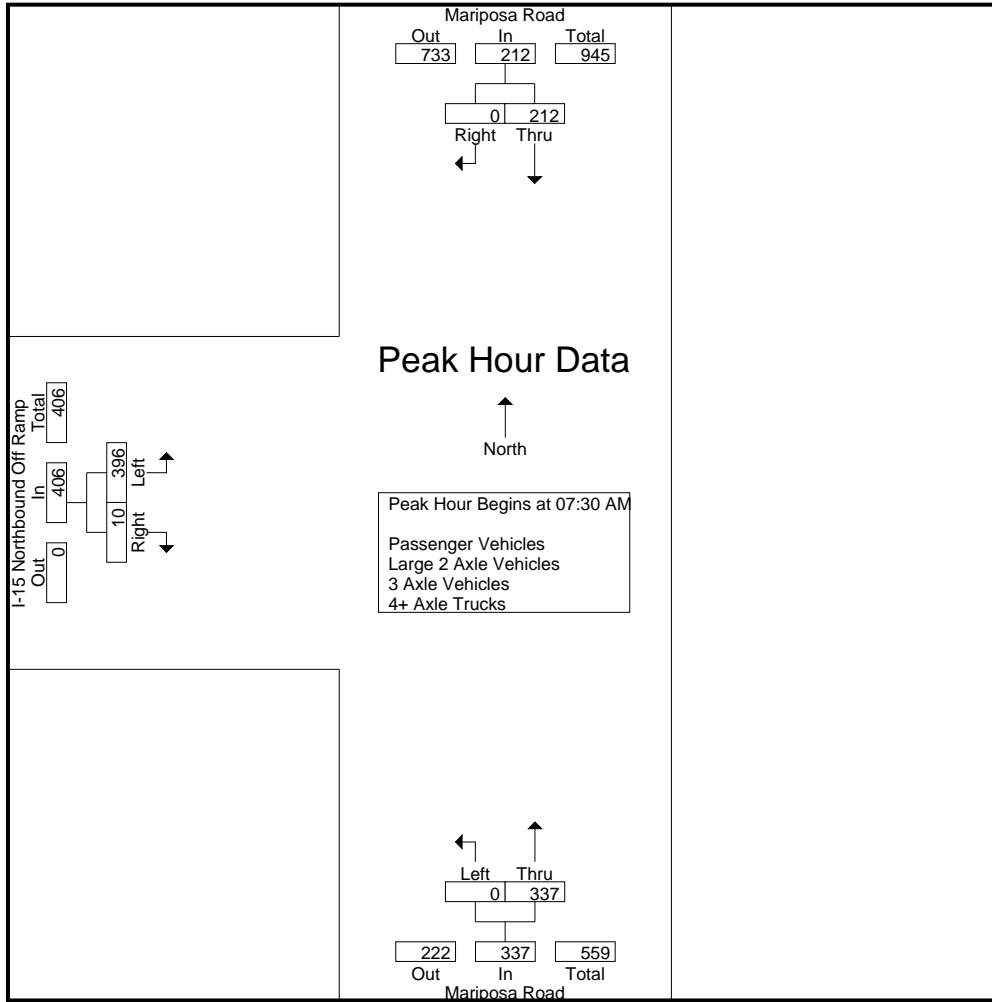 Mariposa Road
Out In Total
733 212 945
0 212
Right Thru
Peak Hour Data
North
Peak Hour Begins at 07:30 AM
Passenger Vehicles
Large 2 Axle Vehicles
3 Axle Vehicles
4+ Axle Trucks
I-15 Northbound Off Ramp
Out In Total
0 406 406
10 396
Right Left
Left Thru
0 337
222 337 559
Out In Total
Mariposa Road